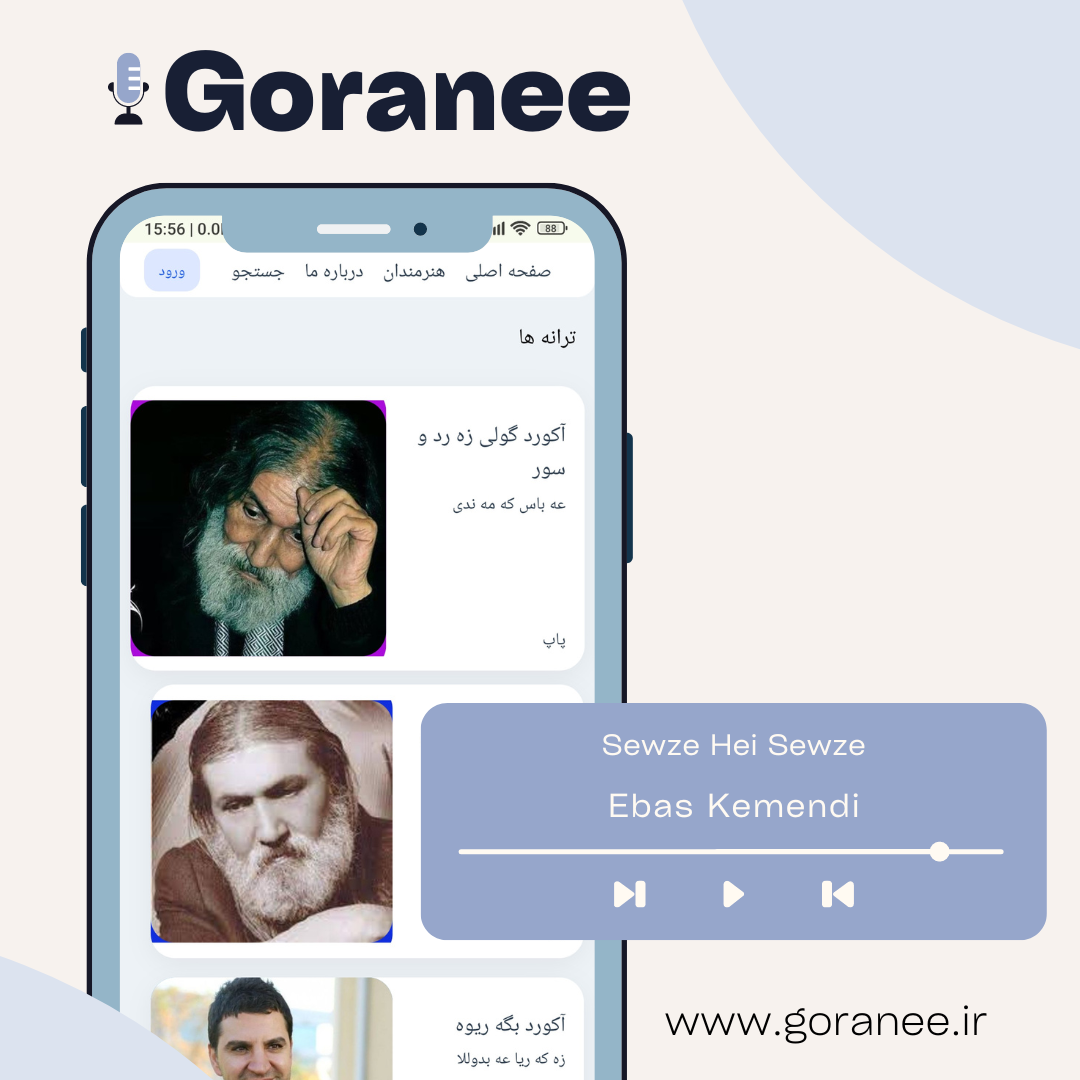 Goranee
15:56 | 0.0
88
صفحه اصلی هنرمندان درباره ما جستجو ورود
ترانه ها
آکورد گولی زه رد و
سور
عه باس که مه ندی
پاپ
Sewze Hei Sewze
Ebas Kemendi
آکورد بگه ریوه
زه که ریا عه بدوللا
www.goranee.ir